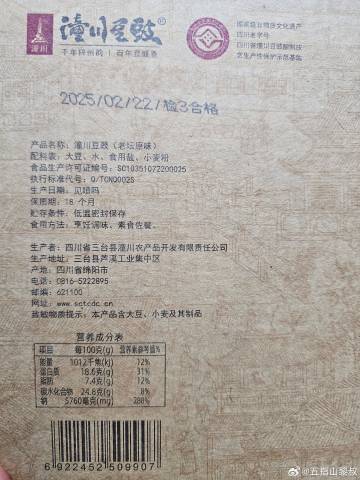 潼川豆豉®
潼川
千年梓州韵 | 百年豆豉香
国家级非物质文化遗产
四川老字号
四川省潼川豆豉酿制技
艺生产性保护示范基地
2025/02/22/检3合格
产品名称：潼川豆豉（老坛原味）
配料表：大豆、水、食用盐、小麦粉
食品生产许可证编号：SC10351072200025
执行标准代号：Q/TCN0002S
生产日期：见喷码
保质期：18个月
贮存条件：低温密封保存
食用方法：烹饪调味、素食佐餐。
生产者：四川省三台县潼川农产品开发有限责任公司
生产地址：三台县芦溪工业集中区
产地：四川省绵阳市
电话：0816-5222895
邮编：621100
网址：www.sctcdc.cn
致敏物质提示：本产品含大豆、小麦及其制品
营养成分表
项目 每100克(g) 营养素参考值%
能量 1012千焦(kj) 12%
蛋白质 18.6克(g) 31%
脂肪 7.4克(g) 12%
碳水化合物 24.6克(g) 8%
钠 5760毫克(mg) 288%
6922452509907
@五指山蓼叔